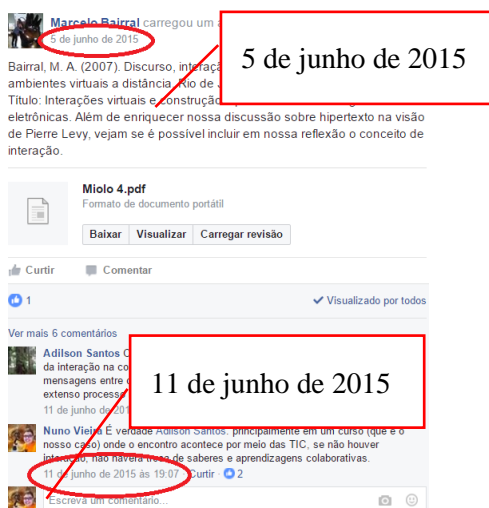 Marcelo Bairral carregou um a
5 de junho de 2015
5 de junho de 2015
Bairral, M. A. (2007). Discurso, interaçã
ambientes virtuais a distância. Rio de J
Título: Interações virtuais e construção
eletrônicas. Além de enriquecer nossa discussão sobre hipertexto na visão
de Pierre Levy, vejam se é possível incluir em nossa reflexão o conceito de
interação.
Miolo 4.pdf
Formato de documento portátil
Baixar Visualizar Carregar revisão
Curtir Comentar
1 Visualizado por todos
Ver mais 6 comentários
Adilson Santos
da interação na co
mensagens entre
extenso processo
11 de junho de 201
11 de junho de 2015
Nuno Vieira É verdade Adilson Santos. principalmente em um curso (que é o
nosso caso) onde o encontro acontece por meio das TIC, se não houver
interação, não haverá troca de saberes e aprendizagens colaborativas.
11 de junho de 2015 às 19:07 · Curtir · 2
Escreva um comentário...